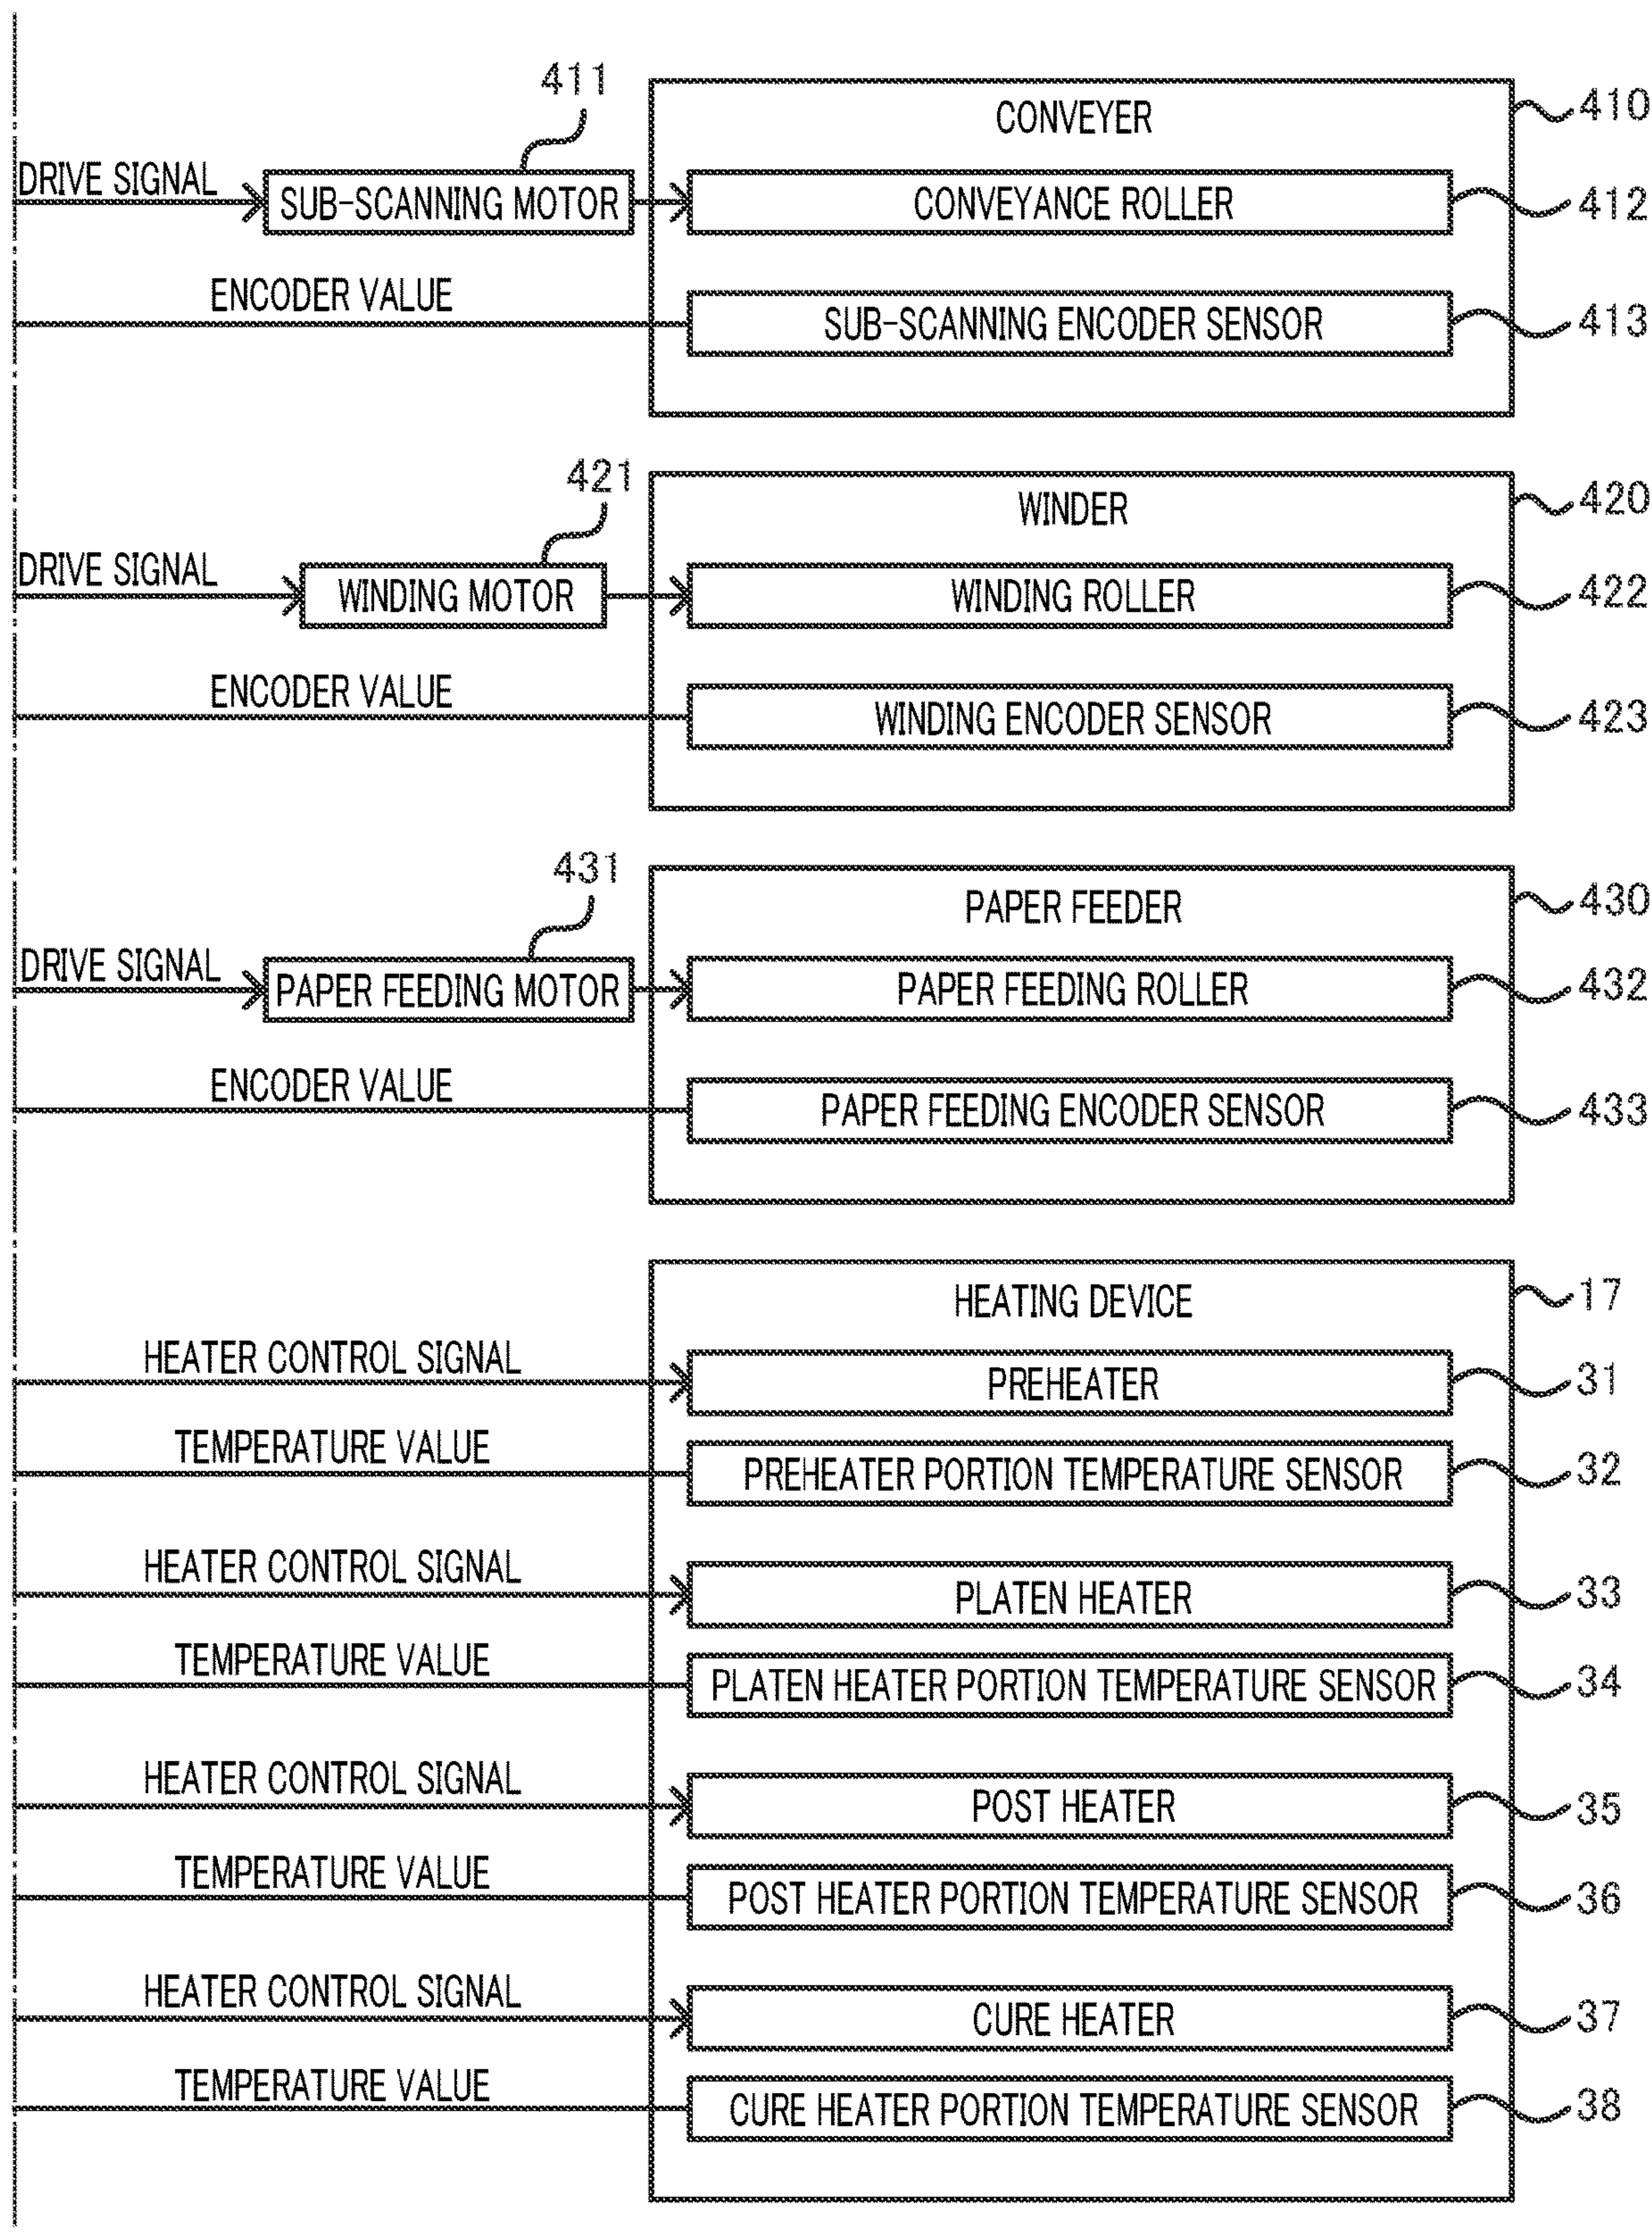 411
CONVEYER
410
DRIVE SIGNAL
SUB-SCANNING MOTOR
CONVEYANCE ROLLER
412
ENCODER VALUE
SUB-SCANNING ENCODER SENSOR
413
421
WINDER
420
DRIVE SIGNAL
WINDING MOTOR
WINDING ROLLER
422
ENCODER VALUE
WINDING ENCODER SENSOR
423
431
PAPER FEEDER
430
DRIVE SIGNAL
PAPER FEEDING MOTOR
PAPER FEEDING ROLLER
432
ENCODER VALUE
PAPER FEEDING ENCODER SENSOR
433
HEATING DEVICE
17
HEATER CONTROL SIGNAL
PREHEATER
31
TEMPERATURE VALUE
PREHEATER PORTION TEMPERATURE SENSOR
32
HEATER CONTROL SIGNAL
PLATEN HEATER
33
TEMPERATURE VALUE
PLATEN HEATER PORTION TEMPERATURE SENSOR
34
HEATER CONTROL SIGNAL
POST HEATER
35
TEMPERATURE VALUE
POST HEATER PORTION TEMPERATURE SENSOR
36
HEATER CONTROL SIGNAL
CURE HEATER
37
TEMPERATURE VALUE
CURE HEATER PORTION TEMPERATURE SENSOR
38